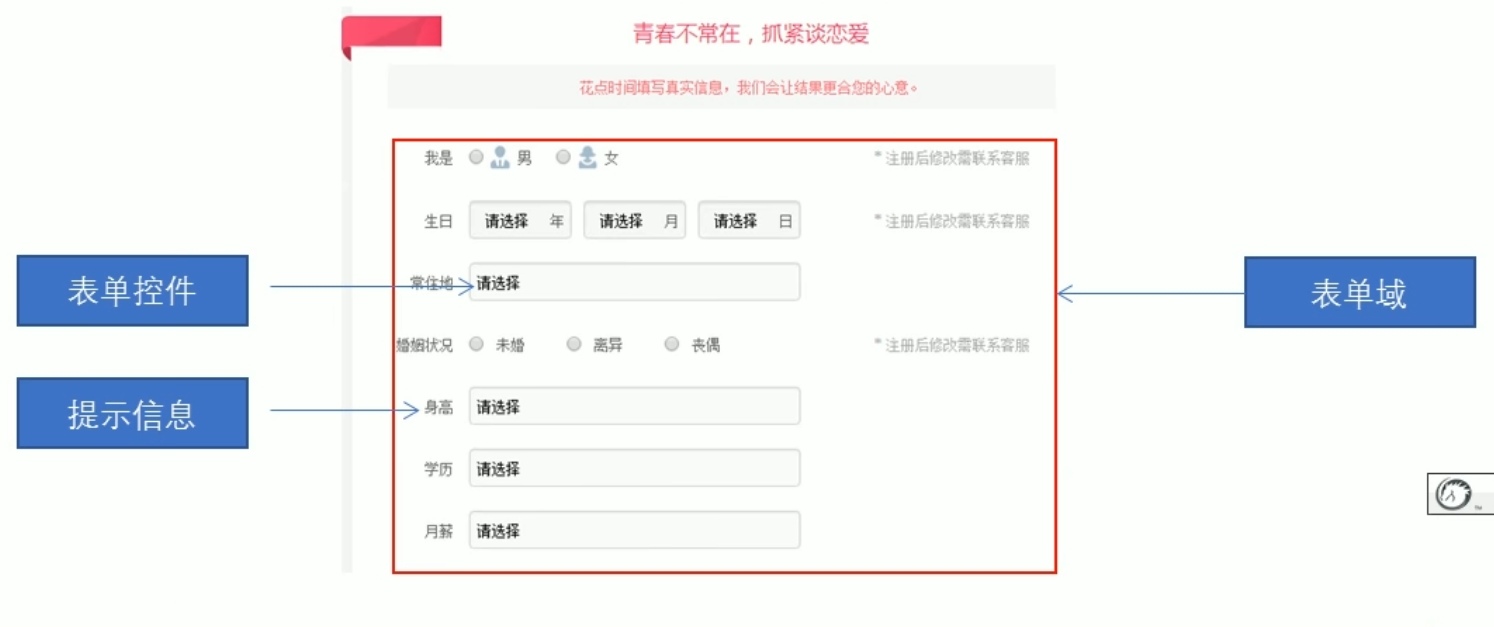 青春不常在，抓紧谈恋爱
花点时间填写真实信息，我们会让结果更合您的心意。
我是 男 女 *注册后修改需联系客服
生日 请选择 年 请选择 月 请选择 日 *注册后修改需联系客服
表单控件
常住地 请选择
表单域
婚姻状况 未婚 离异 丧偶 *注册后修改需联系客服
提示信息
身高 请选择
学历 请选择
月薪 请选择